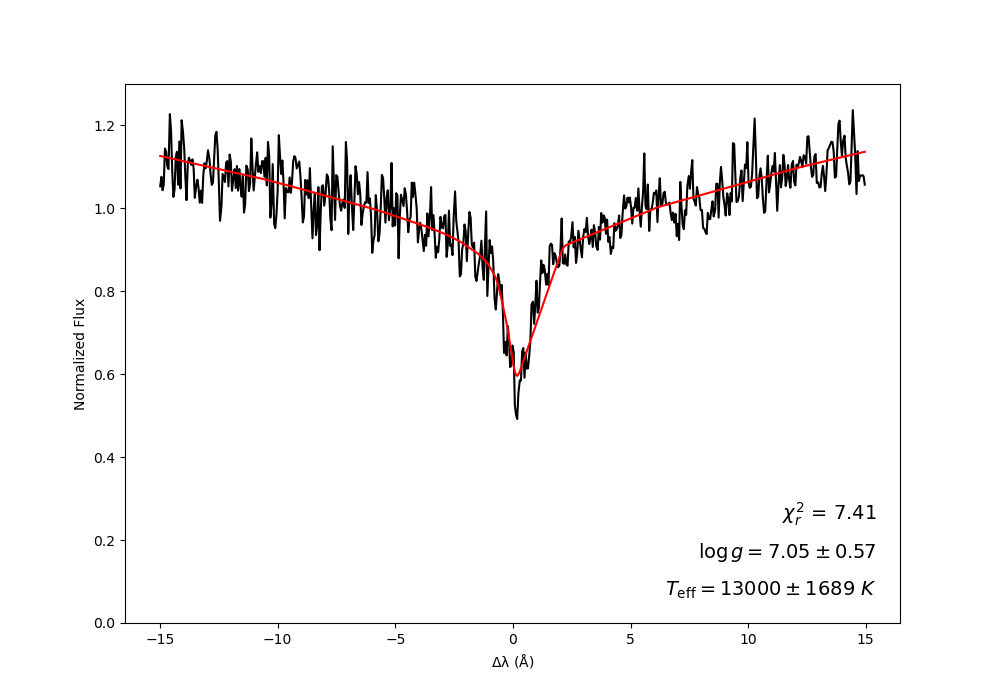 1.2
1.0
0.8
0.6
0.4
0.2
0.0
Normalized Flux
χ²ᵣ = 7.41
log g = 7.05 ± 0.57
T_eff = 13000 ± 1689 K
−15 −10 −5 0 5 10 15
Δλ (Å)